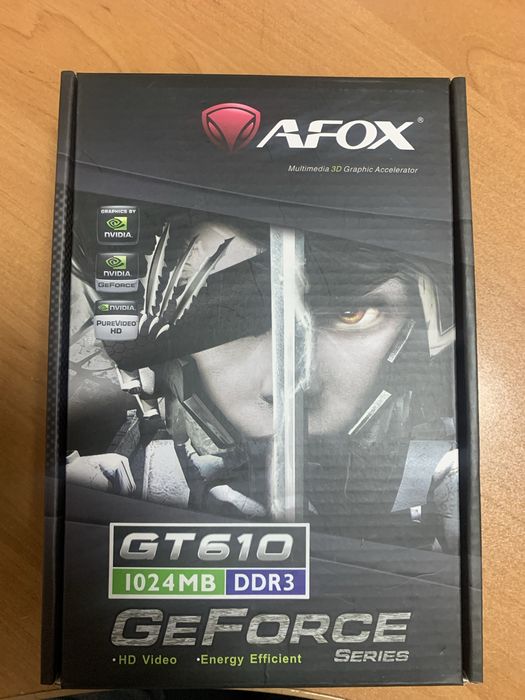 AFOX®
Multimedia 3D Graphic Accelerator
GRAPHICS BY
NVIDIA.
NVIDIA
GEFORCE
NVIDIA.
PUREVIDEO
HD
GT610
1024MB DDR3
GEFORCE
SERIES
•HD Video •Energy Efficient